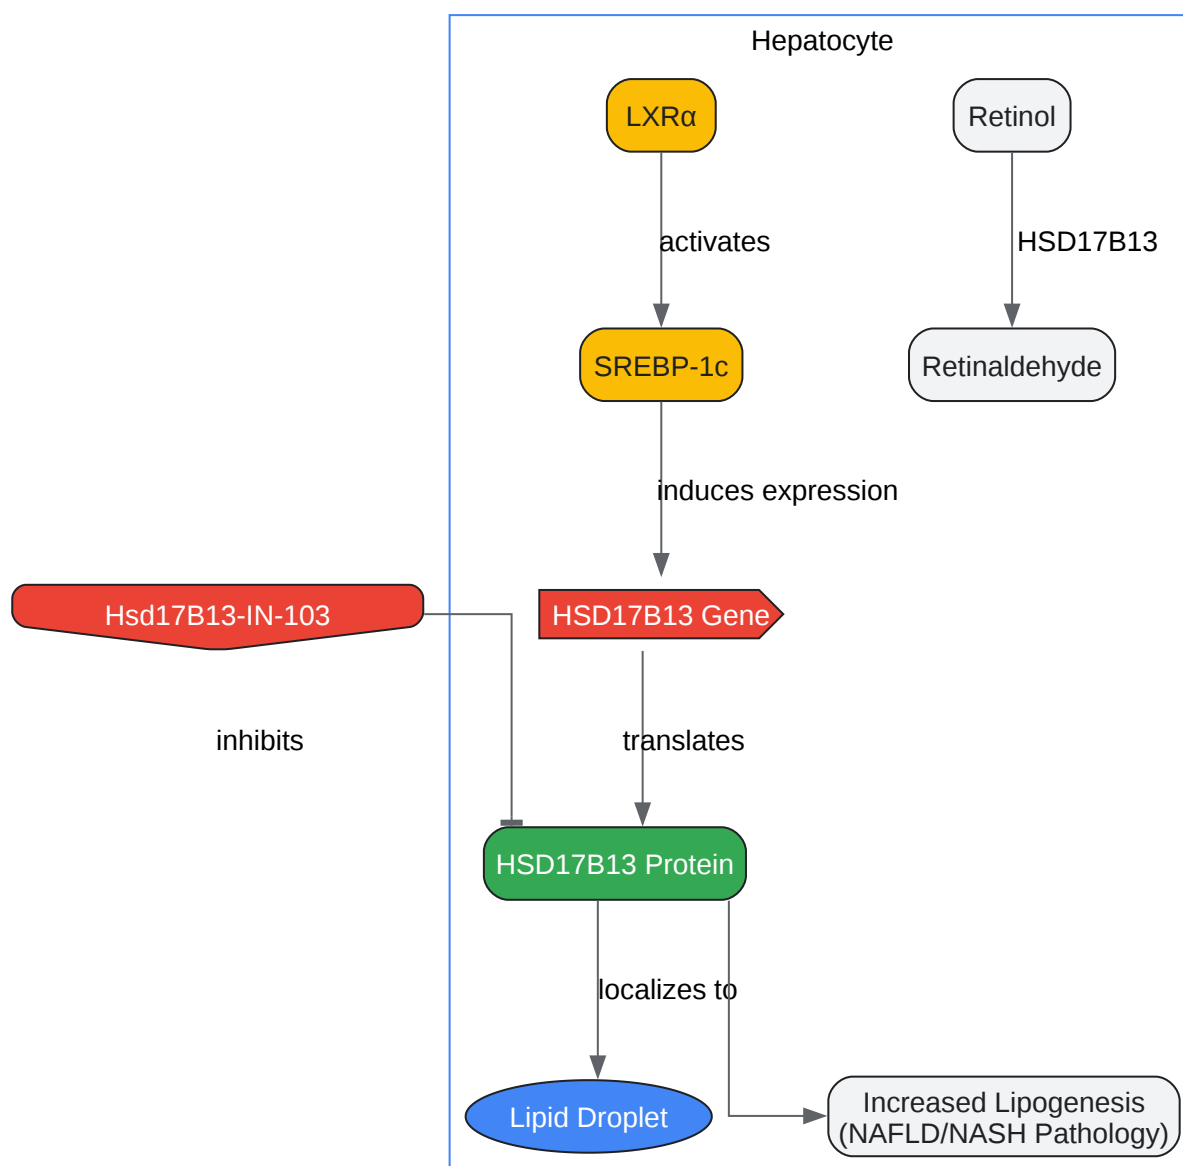 Hepatocyte
LXRα
Retinol
activates
HSD17B13
SREBP-1c
Retinaldehyde
induces expression
Hsd17B13-IN-103
HSD17B13 Gene
inhibits
translates
HSD17B13 Protein
localizes to
Lipid Droplet
Increased Lipogenesis
(NAFLD/NASH Pathology)